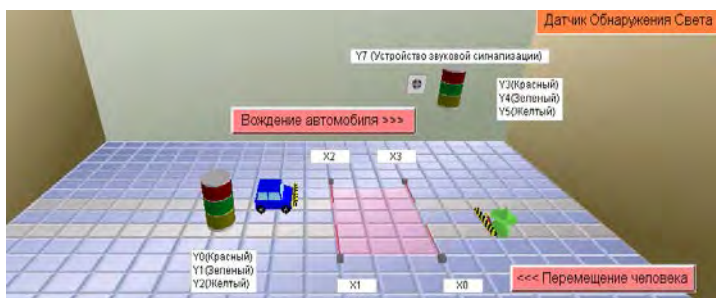 Датчик Обнаружения Света
Y7 (Устройство звуковой сигнализации)
Y3(Красный)
Y4(Зеленый)
Y5(Желтый)
Вождение автомобиля >>>
X2
X3
Y0(Красный)
Y1(Зеленый)
Y2(Желтый)
X1
X0
<<< Перемещение человека